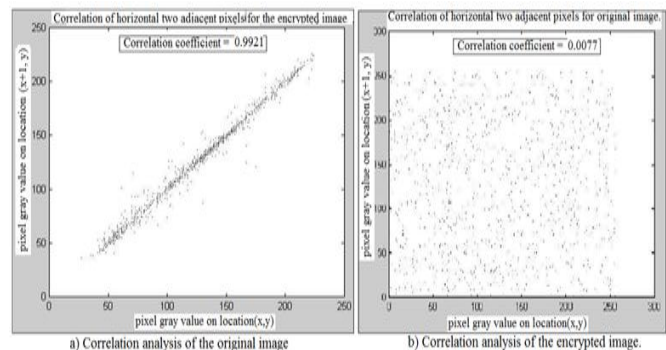 Correlation of horizontal two adjacent pixels for the encrypted image
Correlation coefficient = 0.9921
pixel gray value on location (x+1, y)
250
200
150
100
50
0
0 50 100 150 200 250
pixel gray value on location(x,y)
a) Correlation analysis of the original image
Correlation of horizontal two adjacent pixels for original image.
Correlation coefficient = 0.0077
pixel gray value on location (x+1, y)
300
250
200
150
100
50
0
0 50 100 150 200 250 300
pixel gray value on location(x,y)
b) Correlation analysis of the encrypted image.